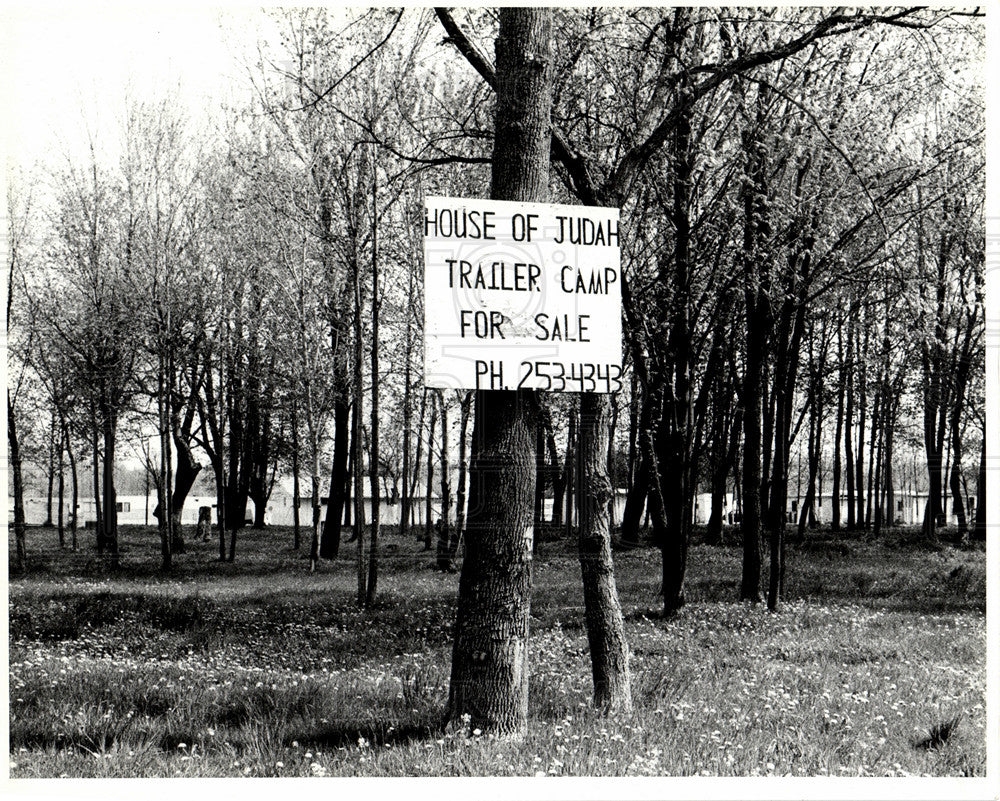 HOUSE OF JUDAH
TRAILER CAMP
FOR SALE
PH. 253-4343